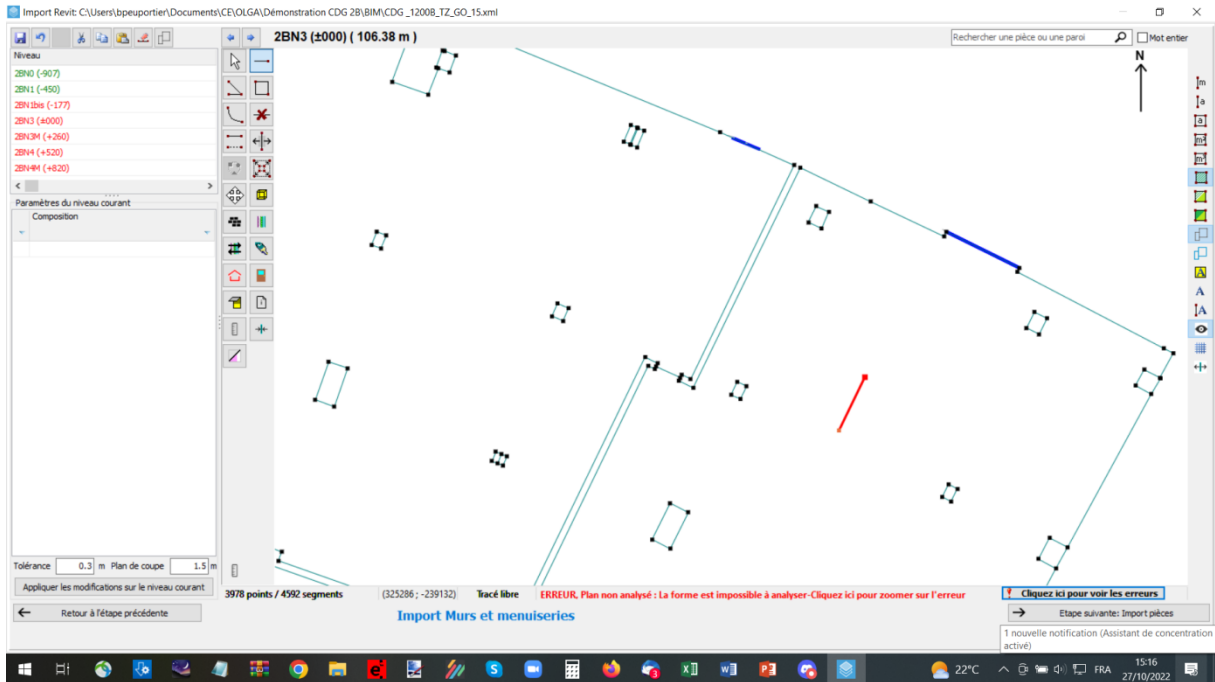 Import Revit: C:\Users\bpeuportier\Documents\CE\OLGA\Démonstration CDG 2B\BIM\CDG _1200B_TZ_GO_15.xml
2BN3 (±000) ( 106.38 m )
Rechercher une pièce ou une paroi
Mot entier
Niveau
2BN0 (-907)
2BN1 (-450)
2BN1bis (-177)
2BN3 (±000)
2BN3M (+260)
2BN4 (+520)
2BN4M (+820)
Paramètres du niveau courant
Composition
N
m
a
a
m²
m³
A
A
A
Tolérance 0.3 m Plan de coupe 1.5 m
Appliquer les modifications sur le niveau courant
3978 points / 4592 segments (325286 ; -239132) Tracé libre ERREUR, Plan non analysé : La forme est impossible à analyser-Cliquez ici pour zoomer sur l'erreur
Cliquez ici pour voir les erreurs
Retour à l'étape précédente
Import Murs et menuiseries
Etape suivante: Import pièces
1 nouvelle notification (Assistant de concentration
activé)
22°C
FRA
15:16
27/10/2022